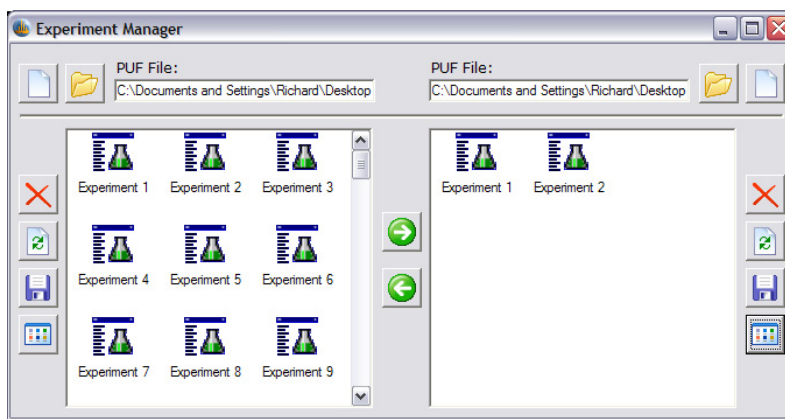 Experiment Manager
PUF File:
C:\Documents and Settings\Richard\Desktop
PUF File:
C:\Documents and Settings\Richard\Desktop
Experiment 1 Experiment 2 Experiment 3
Experiment 4 Experiment 5 Experiment 6
Experiment 7 Experiment 8 Experiment 9
Experiment 1 Experiment 2